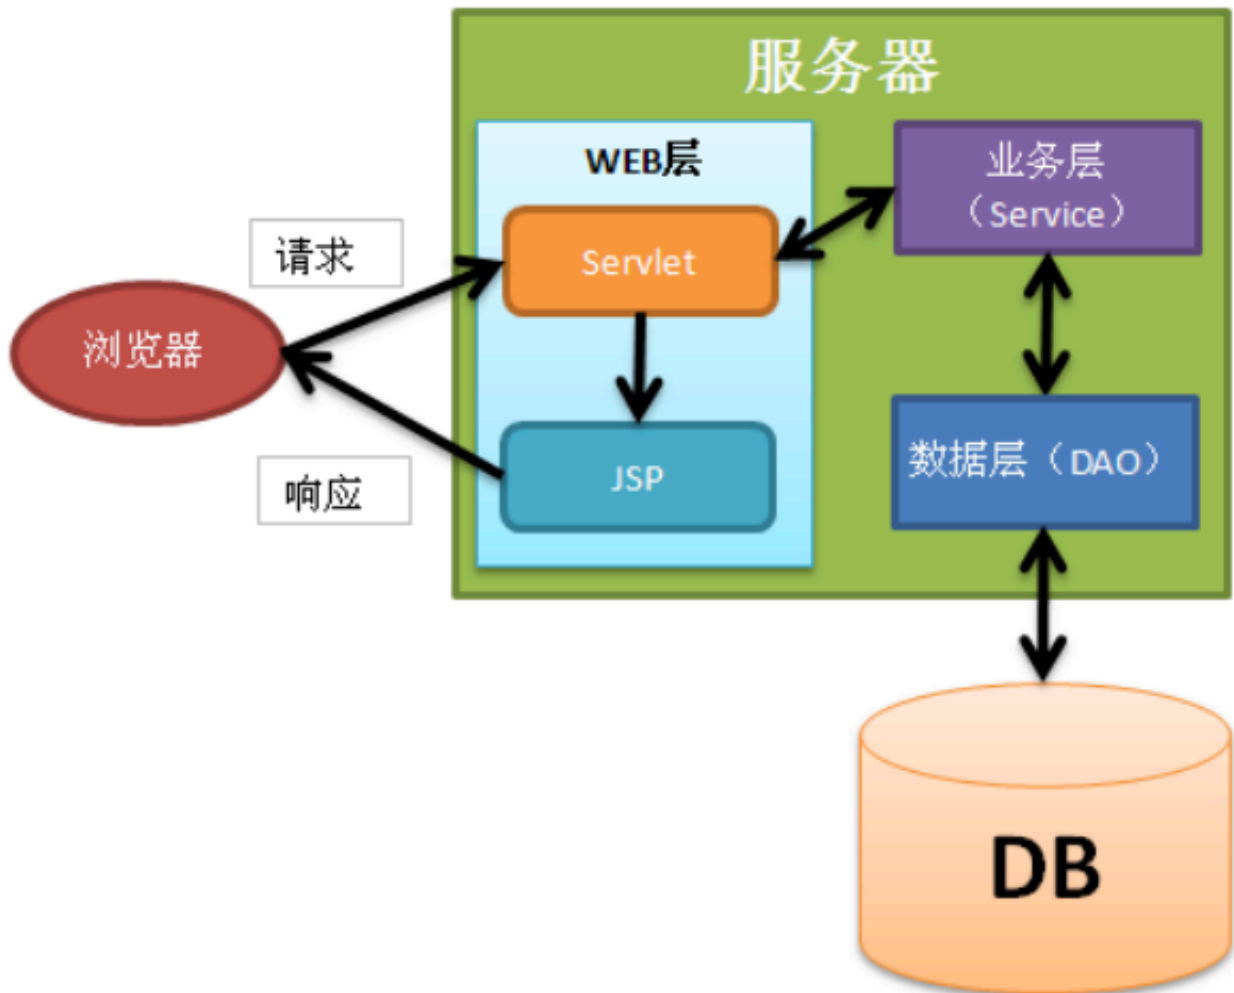 服务器
WEB层
业务层
（Service）
请求
Servlet
浏览器
数据层（DAO）
JSP
响应
DB